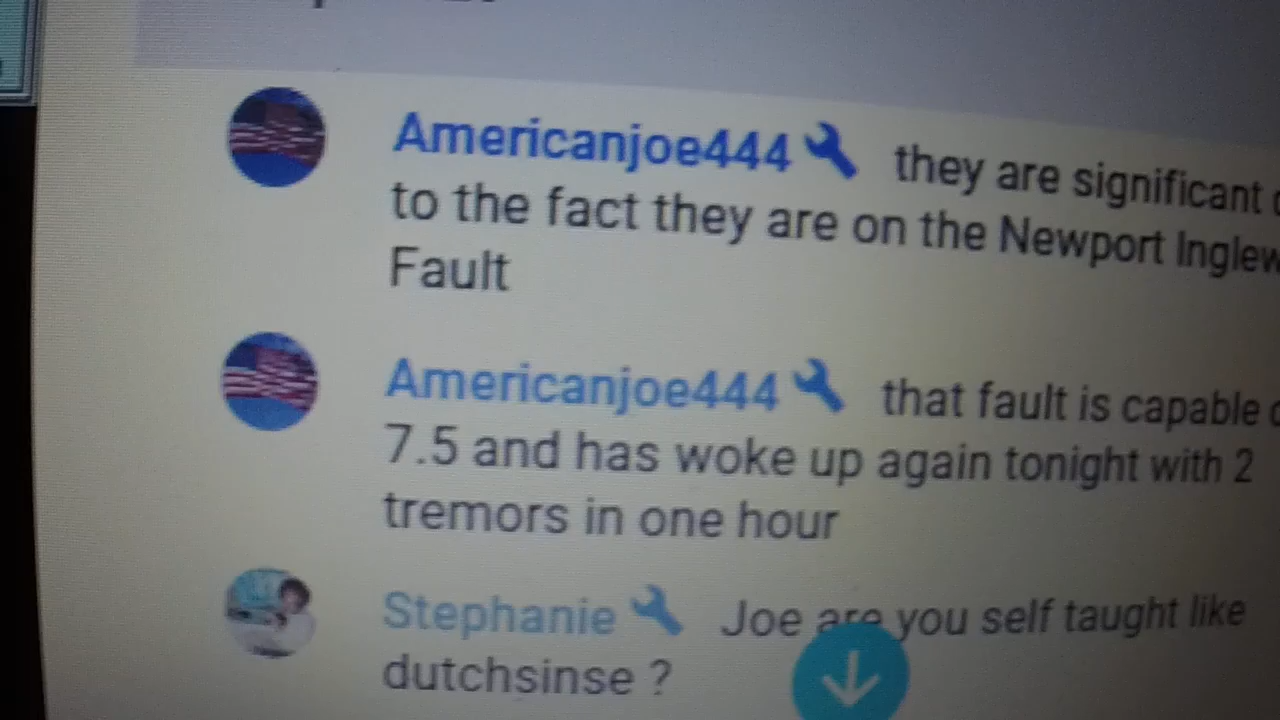 Americanjoe444 they are significant
to the fact they are on the Newport
Fault
Americanjoe444 that fault is capable
7.5 and has woke up again tonight with 2
tremors in one hour
Stephanie Joe are you self taught like
dutchsinse ?